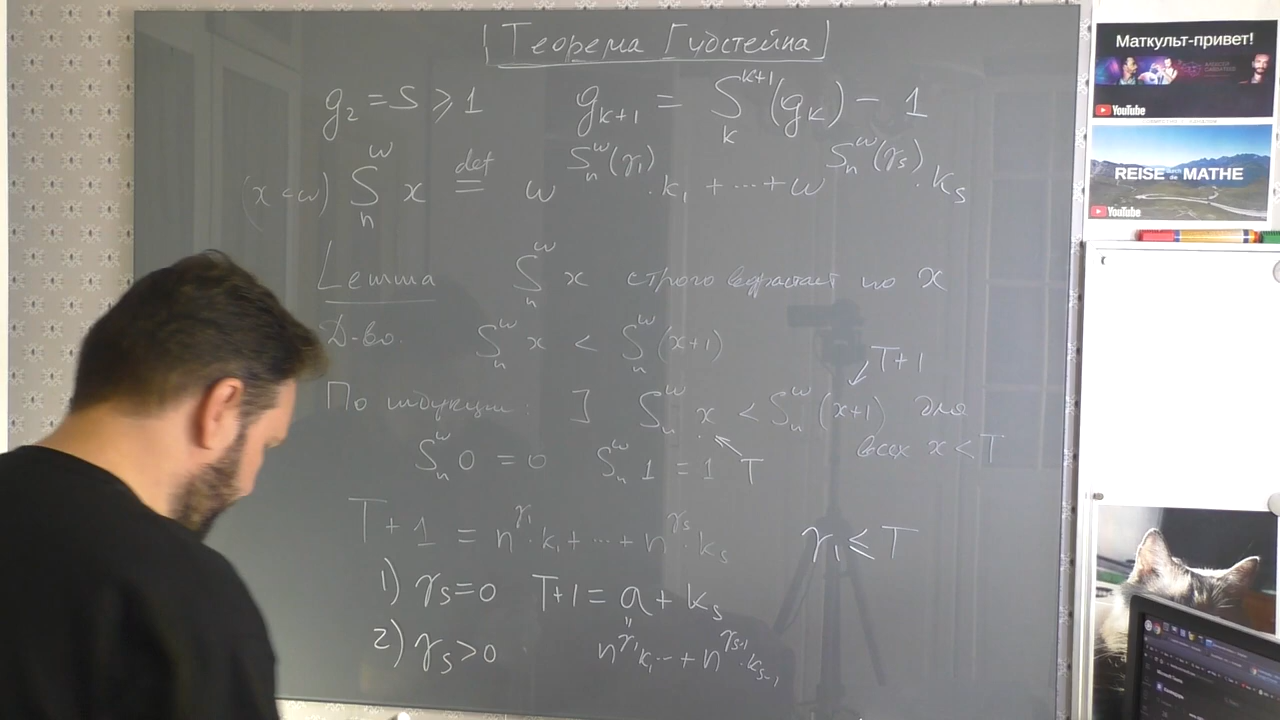 Теорема Гудстейна
g₂ = S ⩾ 1 g_{k+1} = S_k^{k+1}(g_k) − 1
(x < ω) S_n^ω x ≝ ω^{S_n^ω(γ₁)}·k₁ + ⋯ + ω^{S_n^ω(γ_s)}·k_s
Lemma S_n^ω x строго возрастает по x
Д-во. S_n^ω x < S_n^ω (x+1)
T+1
По индукции: ] S_n^ω x < S_n^ω (x+1) для
всех x < T
S_n^ω 0 = 0 S_n^ω 1 = 1 T
T + 1 = n^{γ₁}·k₁ + ⋯ + n^{γ_s}·k_s γ₁ ⩽ T
1) γ_s = 0 T+1 = a + k_s
2) γ_s > 0 n^{γ₁}k₁⋯ + n^{γ_{s-1}}·k_{s-1}
Маткульт-привет!
YouTube
REISE durch die MATHE
YouTube